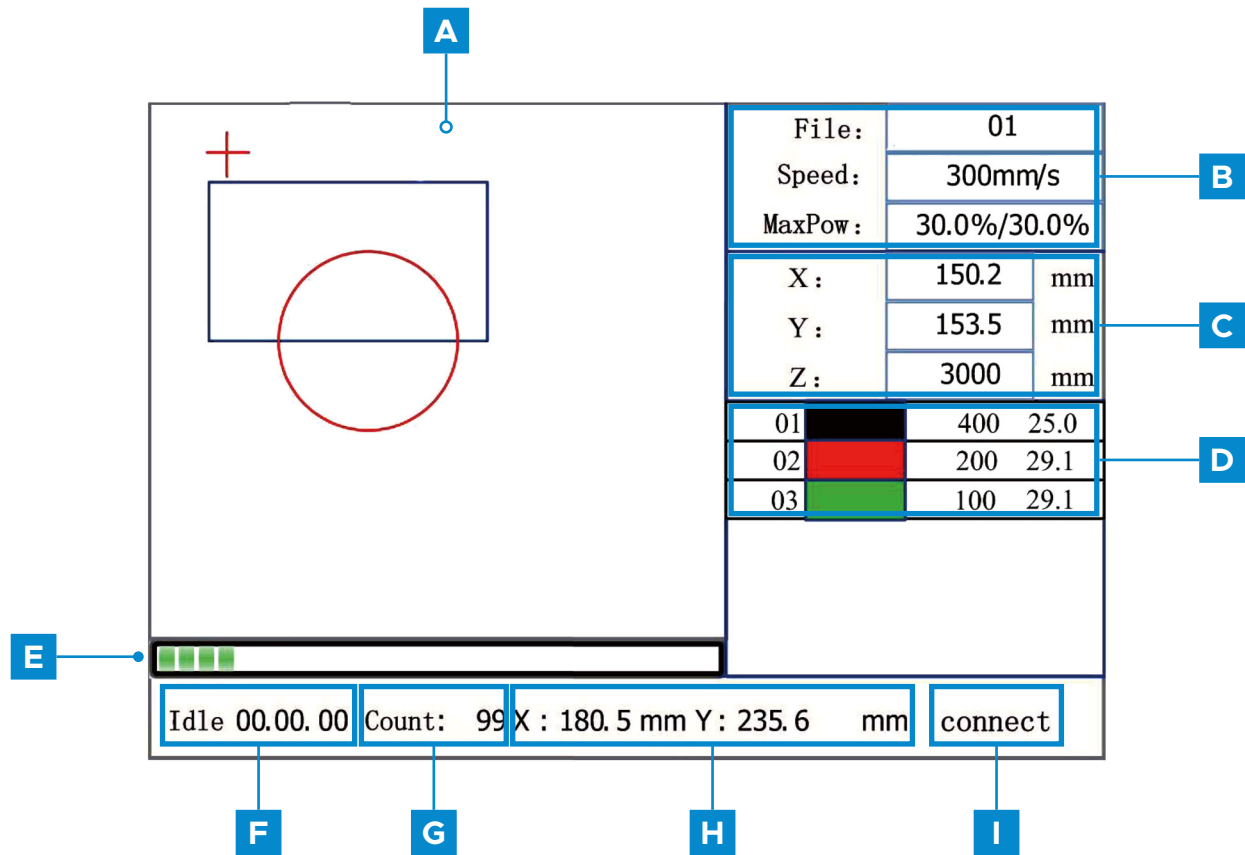 A
File: 01
Speed: 300mm/s
B
MaxPow: 30.0%/30.0%
X: 150.2 mm
Y: 153.5 mm
C
Z: 3000 mm
01 400 25.0
02 200 29.1
D
03 100 29.1
E
Idle 00.00.00 Count: 99 X: 180.5 mm Y: 235.6 mm connect
F G H I